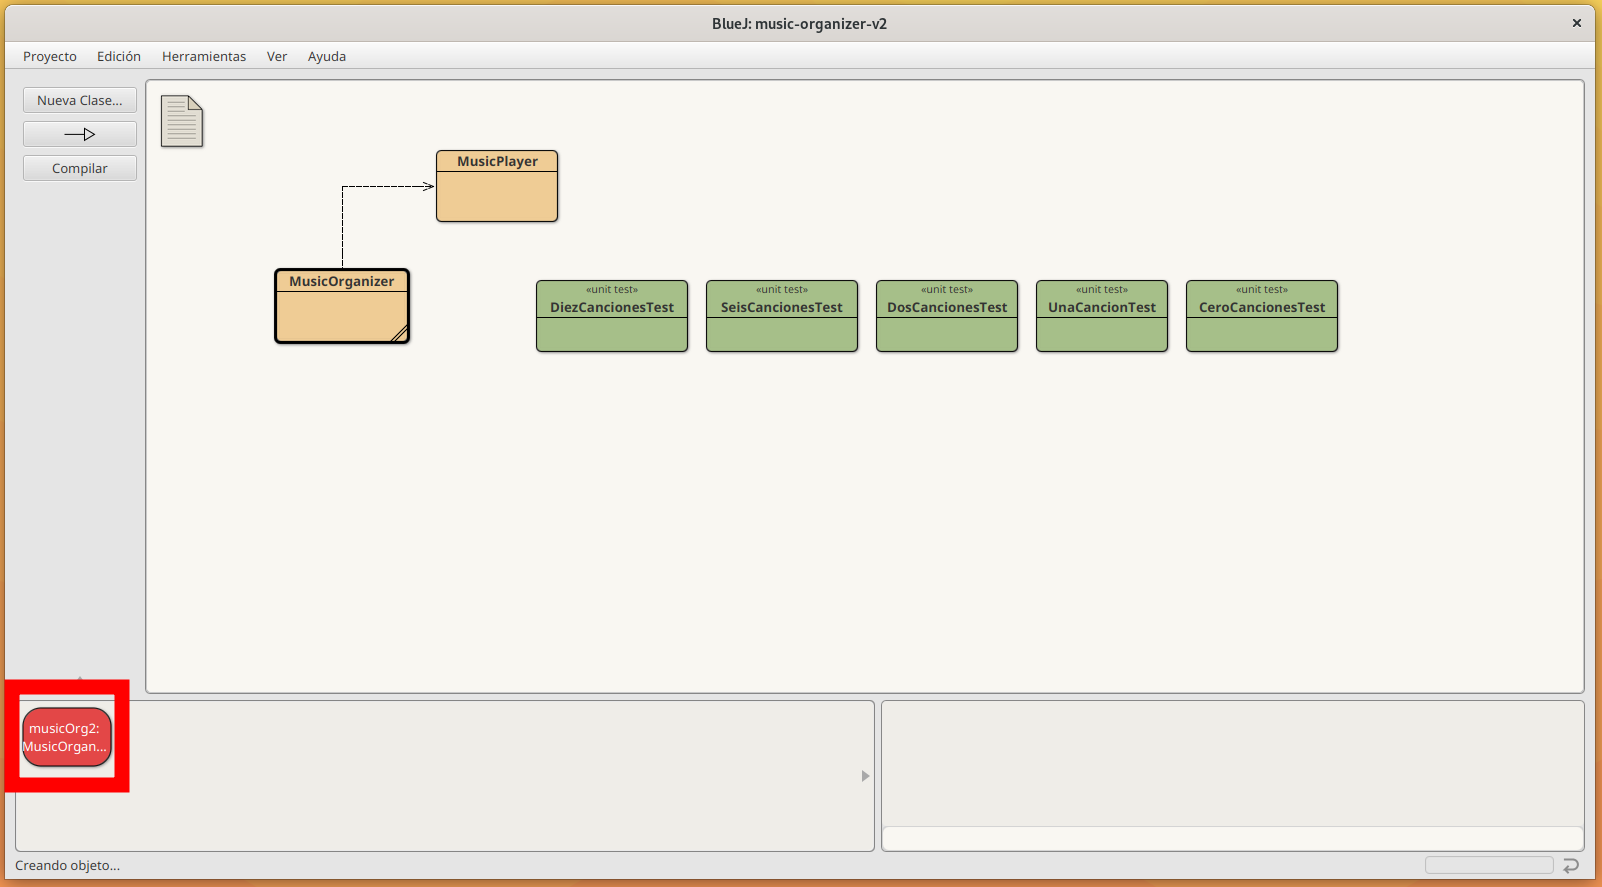 BlueJ: music-organizer-v2
Proyecto Edición Herramientas Ver Ayuda
Nueva Clase...
Compilar
MusicPlayer
MusicOrganizer
«unit test»
DiezCancionesTest
«unit test»
SeisCancionesTest
«unit test»
DosCancionesTest
«unit test»
UnaCancionTest
«unit test»
CeroCancionesTest
musicOrg2:
MusicOrgan...
Creando objeto...